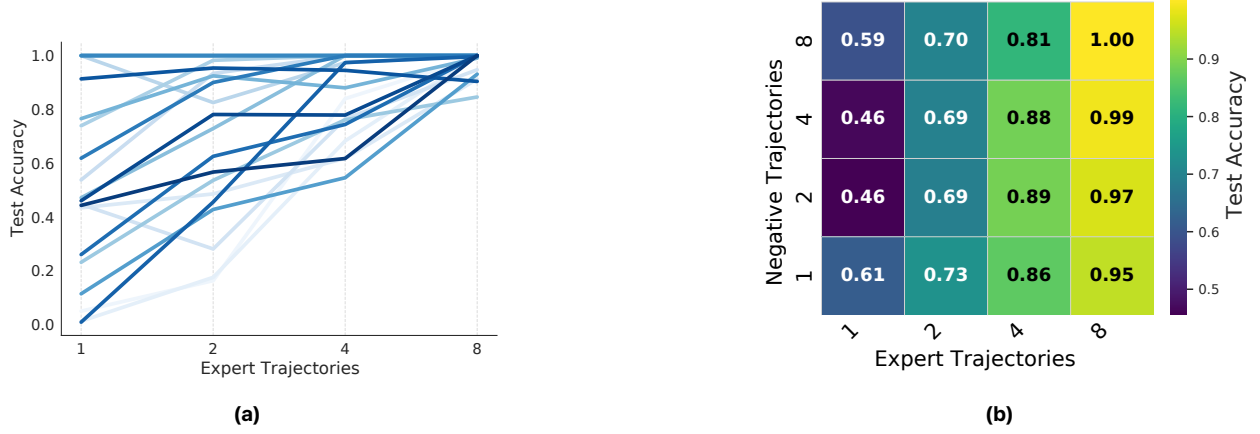 1.0
0.8
0.6
0.4
0.2
0.0
Test Accuracy
1 2 4 8
Expert Trajectories
(a)
Negative Trajectories
8 0.59 0.70 0.81 1.00
4 0.46 0.69 0.88 0.99
2 0.46 0.69 0.89 0.97
1 0.61 0.73 0.86 0.95
1 2 4 8
Expert Trajectories
0.9
0.8
0.7
0.6
0.5
Test Accuracy
(b)